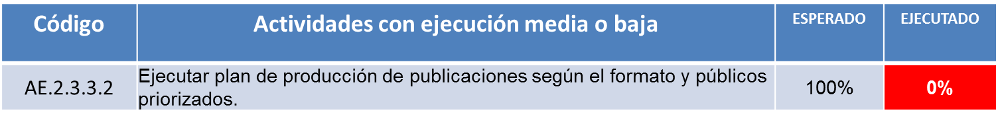 Código Actividades con ejecución media o baja ESPERADO EJECUTADO
AE.2.3.3.2 Ejecutar plan de producción de publicaciones según el formato y públicos
priorizados. 100% 0%